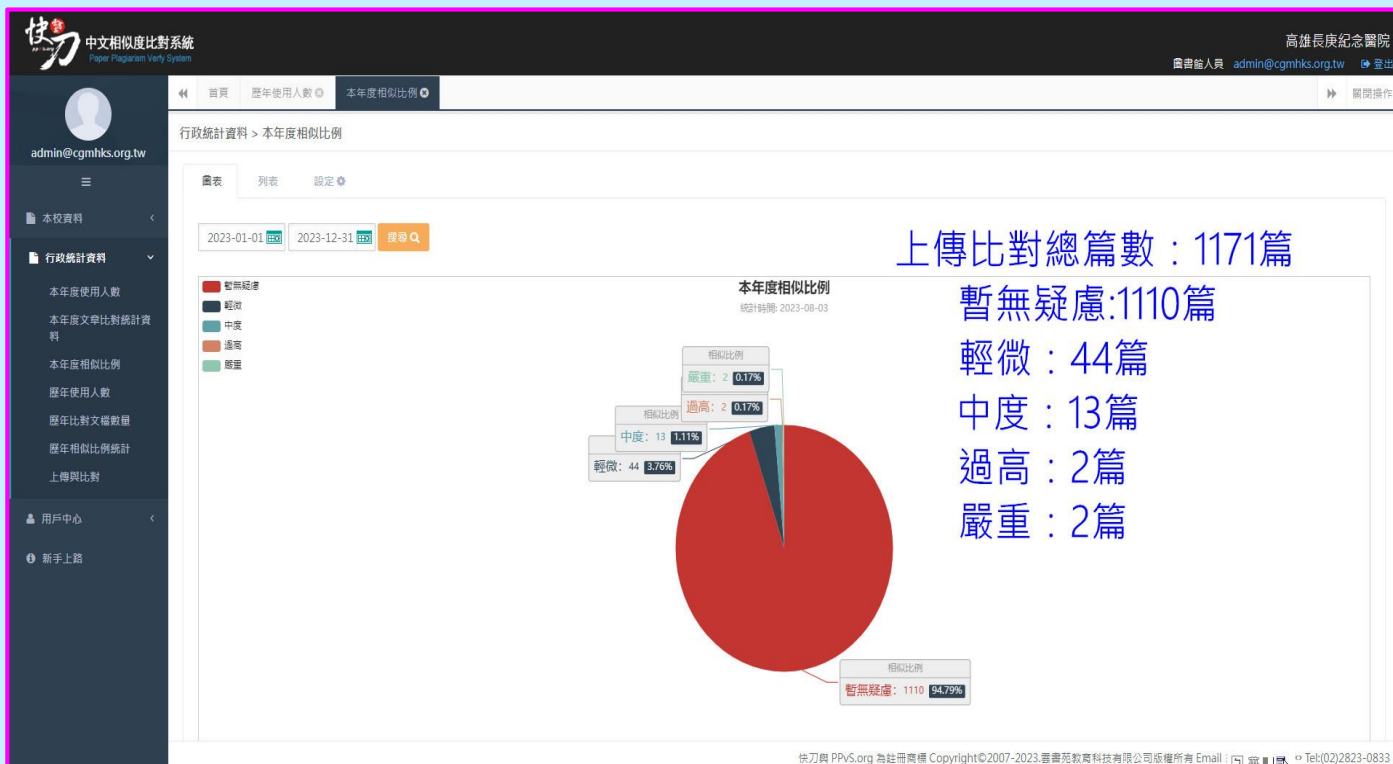 快刀
ppvs.org
中文相似度比對系統
Paper Plagiarism Verfy System
高雄長庚紀念醫院
圖書館人員 admin@cgmhks.org.tw 登出
admin@cgmhks.org.tw
首頁 歷年使用人數 本年度相似比例 關閉操作
行政統計資料 > 本年度相似比例
圖表 列表 設定
本校資料
行政統計資料
本年度使用人數
本年度文章比對統計資
料
本年度相似比例
歷年使用人數
歷年比對文檔數量
歷年相似比例統計
上傳與比對
用戶中心
新手上路
2023-01-01 2023-12-31 搜尋
暫無疑慮
輕微
中度
過高
嚴重
本年度相似比例
統計時間: 2023-08-03
相似比例
嚴重: 2 0.17%
過高: 2 0.17%
相似比例
中度: 13 1.11%
輕微: 44 3.76%
相似比例
暫無疑慮: 1110 94.79%
上傳比對總篇數：1171篇
暫無疑慮:1110篇
輕微：44篇
中度：13篇
過高：2篇
嚴重：2篇
快刀與 PPvS.org 為註冊商標 Copyright©2007-2023.雲書苑教育科技有限公司版權所有 Email : Tel:(02)2823-0833